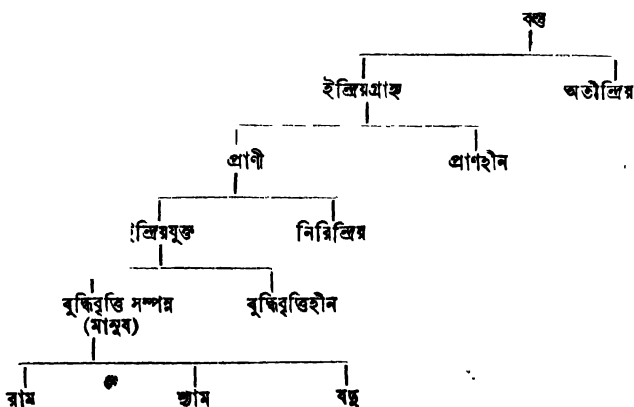 বস্তু
ইন্দ্রিয়গ্রাহ্য অতীন্দ্রিয়
প্রাণী প্রাণহীন
ইন্দ্রিয়যুক্ত নিরিন্দ্রিয়
বুদ্ধিবৃত্তি সম্পন্ন বুদ্ধিবৃত্তিহীন
(মানুষ)
রাম শ্যাম যদু